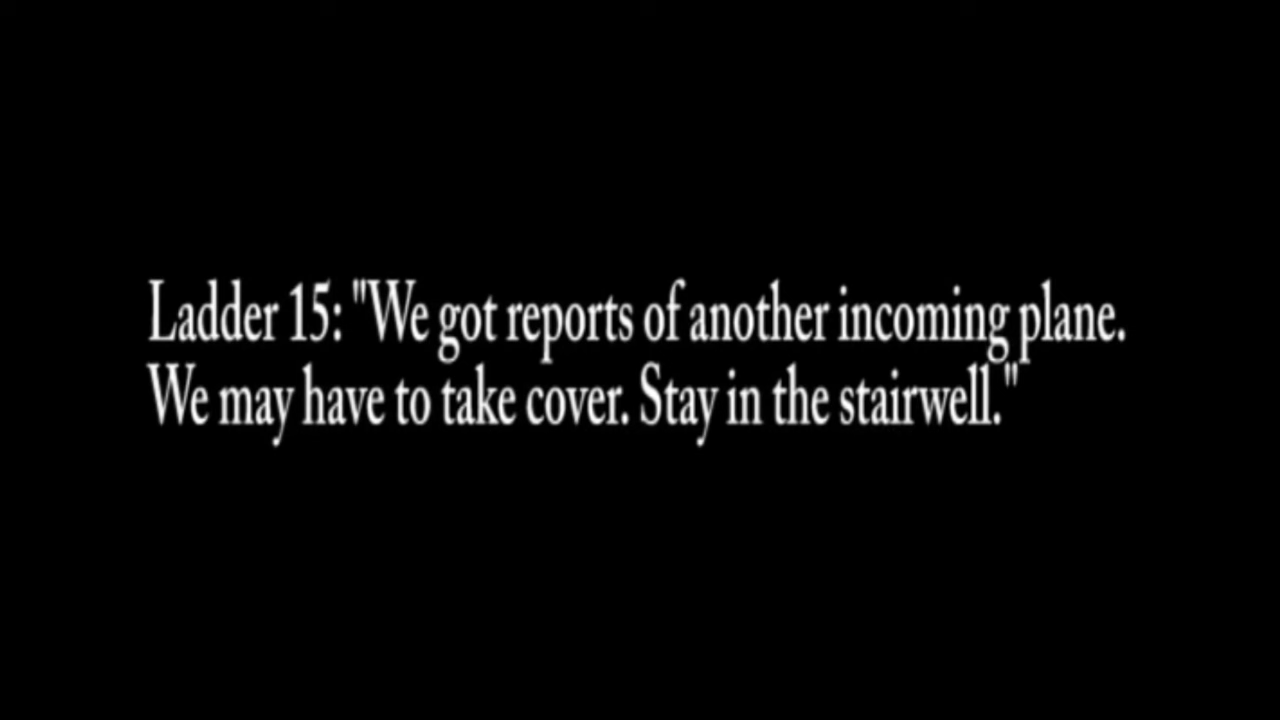 Ladder 15: "We got reports of another incoming plane.
We may have to take cover. Stay in the stairwell."